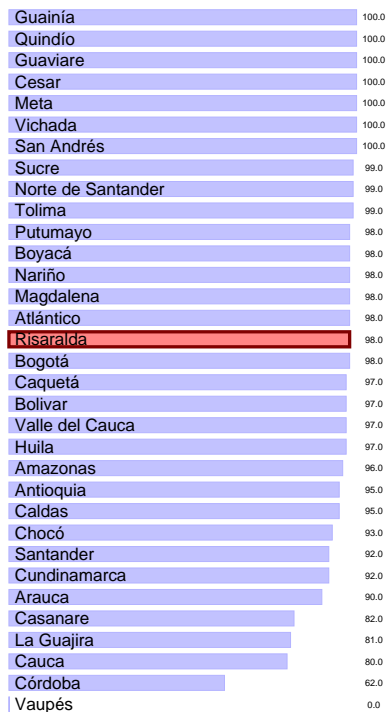 Guainía 100.0
Quindío 100.0
Guaviare 100.0
Cesar 100.0
Meta 100.0
Vichada 100.0
San Andrés 100.0
Sucre 99.0
Norte de Santander 99.0
Tolima 99.0
Putumayo 98.0
Boyacá 98.0
Nariño 98.0
Magdalena 98.0
Atlántico 98.0
Risaralda 98.0
Bogotá 98.0
Caquetá 97.0
Bolivar 97.0
Valle del Cauca 97.0
Huila 97.0
Amazonas 96.0
Antioquia 95.0
Caldas 95.0
Chocó 93.0
Santander 92.0
Cundinamarca 92.0
Arauca 90.0
Casanare 82.0
La Guajira 81.0
Cauca 80.0
Córdoba 62.0
Vaupés 0.0